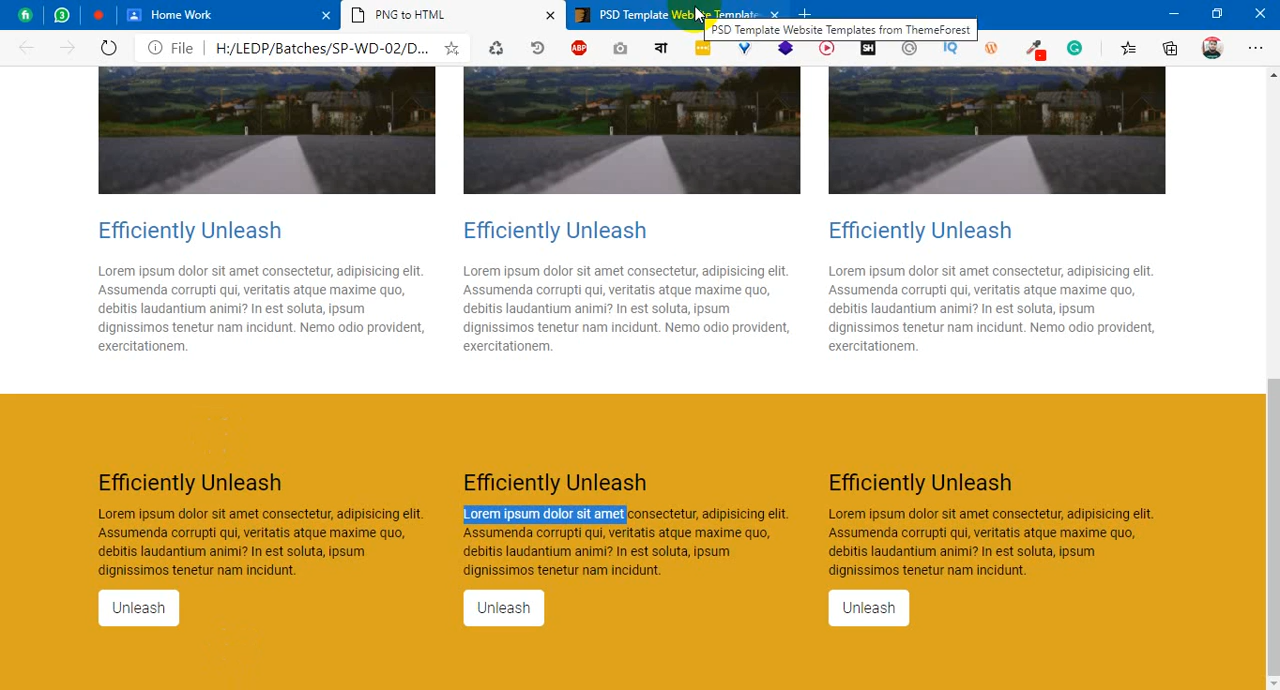 fi
3
Home Work
PNG to HTML
PSD Template Website Template
PSD Template Website Templates from ThemeForest
File
H:/LEDP/Batches/SP-WD-02/D...
ABP
বা
SH
IQ
Efficiently Unleash
Efficiently Unleash
Efficiently Unleash
Lorem ipsum dolor sit amet consectetur, adipisicing elit.
Assumenda corrupti qui, veritatis atque maxime quo,
debitis laudantium animi? In est soluta, ipsum
dignissimos tenetur nam incidunt. Nemo odio provident,
exercitationem.
Lorem ipsum dolor sit amet consectetur, adipisicing elit.
Assumenda corrupti qui, veritatis atque maxime quo,
debitis laudantium animi? In est soluta, ipsum
dignissimos tenetur nam incidunt. Nemo odio provident,
exercitationem.
Lorem ipsum dolor sit amet consectetur, adipisicing elit.
Assumenda corrupti qui, veritatis atque maxime quo,
debitis laudantium animi? In est soluta, ipsum
dignissimos tenetur nam incidunt. Nemo odio provident,
exercitationem.
Efficiently Unleash
Lorem ipsum dolor sit amet consectetur, adipisicing elit.
Assumenda corrupti qui, veritatis atque maxime quo,
debitis laudantium animi? In est soluta, ipsum
dignissimos tenetur nam incidunt.
Unleash
Efficiently Unleash
Lorem ipsum dolor sit amet consectetur, adipisicing elit.
Assumenda corrupti qui, veritatis atque maxime quo,
debitis laudantium animi? In est soluta, ipsum
dignissimos tenetur nam incidunt.
Unleash
Efficiently Unleash
Lorem ipsum dolor sit amet consectetur, adipisicing elit.
Assumenda corrupti qui, veritatis atque maxime quo,
debitis laudantium animi? In est soluta, ipsum
dignissimos tenetur nam incidunt.
Unleash